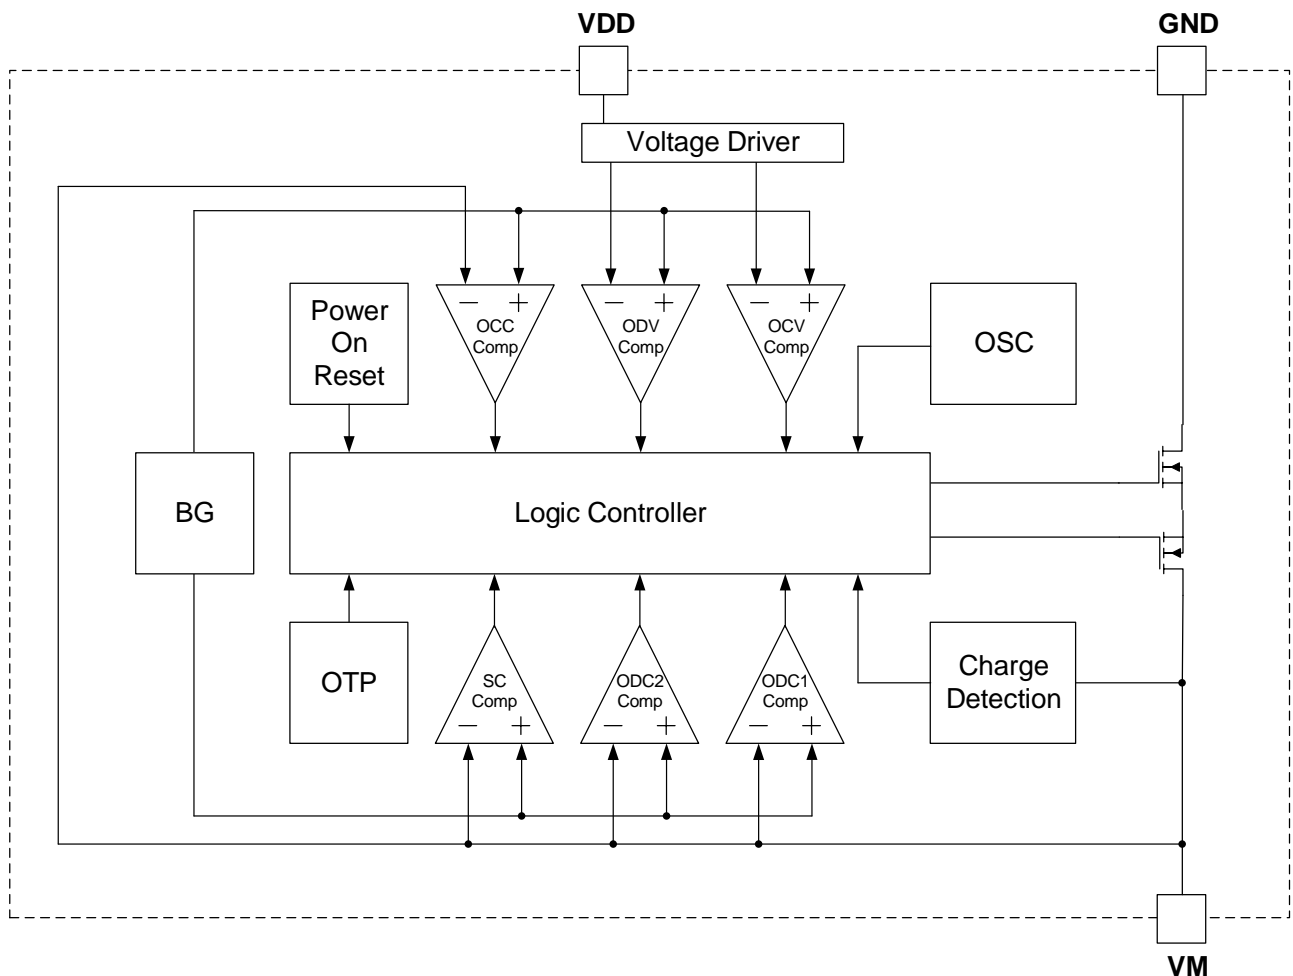 VDD
GND
Voltage Driver
Power
On
Reset
− +
OCC
Comp
− +
ODV
Comp
− +
OCV
Comp
OSC
BG
Logic Controller
OTP
SC
Comp
− +
ODC2
Comp
− +
ODC1
Comp
− +
Charge
Detection
VM